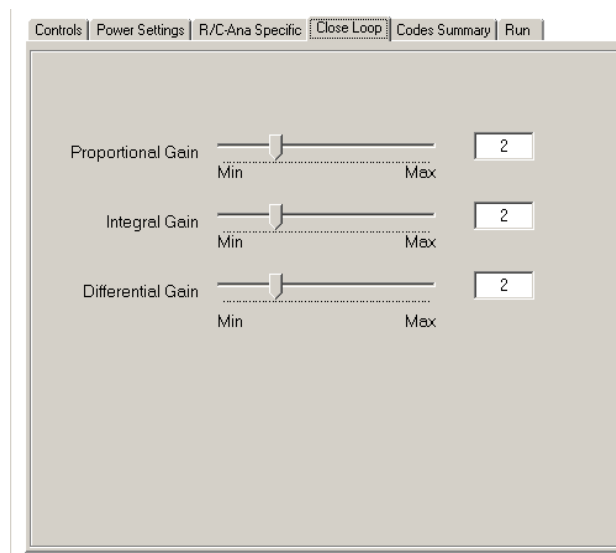 Controls Power Settings R/C-Ana Specific Close Loop Codes Summary Run
Proportional Gain 2
Min Max
Integral Gain 2
Min Max
Differential Gain 2
Min Max